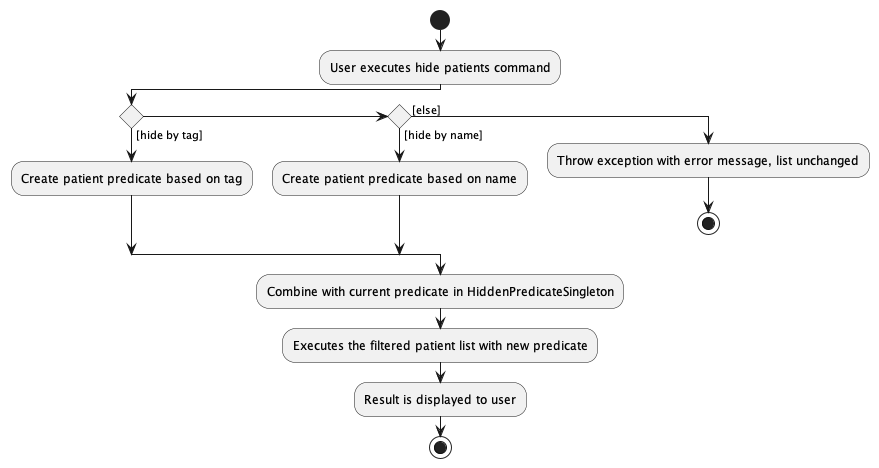 User executes hide patients command
[else]
[hide by tag]
[hide by name]
Throw exception with error message, list unchanged
Create patient predicate based on tag
Create patient predicate based on name
Combine with current predicate in HiddenPredicateSingleton
Executes the filtered patient list with new predicate
Result is displayed to user